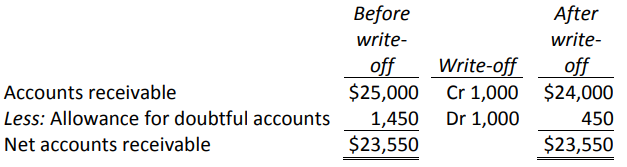 Before After
write- write-
off Write-off off
Accounts receivable $25,000 Cr 1,000 $24,000
Less: Allowance for doubtful accounts 1,450 Dr 1,000 450
Net accounts receivable $23,550 $23,550